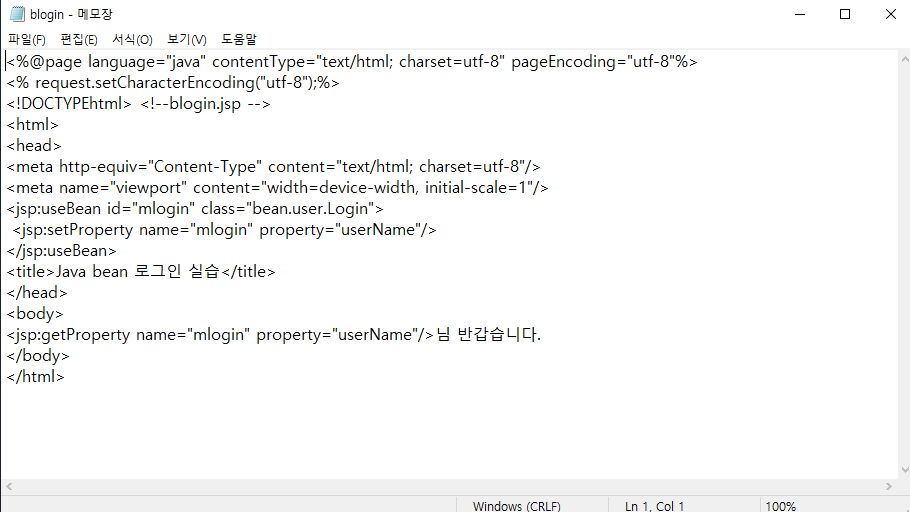 blogin - 메모장
파일(F) 편집(E) 서식(O) 보기(V) 도움말
<%@page language="java" contentType="text/html; charset=utf-8" pageEncoding="utf-8"%>
<% request.setCharacterEncoding("utf-8");%>
<!DOCTYPEhtml> <!--blogin.jsp -->
<html>
<head>
<meta http-equiv="Content-Type" content="text/html; charset=utf-8"/>
<meta name="viewport" content="width=device-width, initial-scale=1"/>
<jsp:useBean id="mlogin" class="bean.user.Login">
 <jsp:setProperty name="mlogin" property="userName"/>
</jsp:useBean>
<title>Java bean 로그인 실습</title>
</head>
<body>
<jsp:getProperty name="mlogin" property="userName"/>님 반갑습니다.
</body>
</html>
Windows (CRLF) Ln 1, Col 1 100%